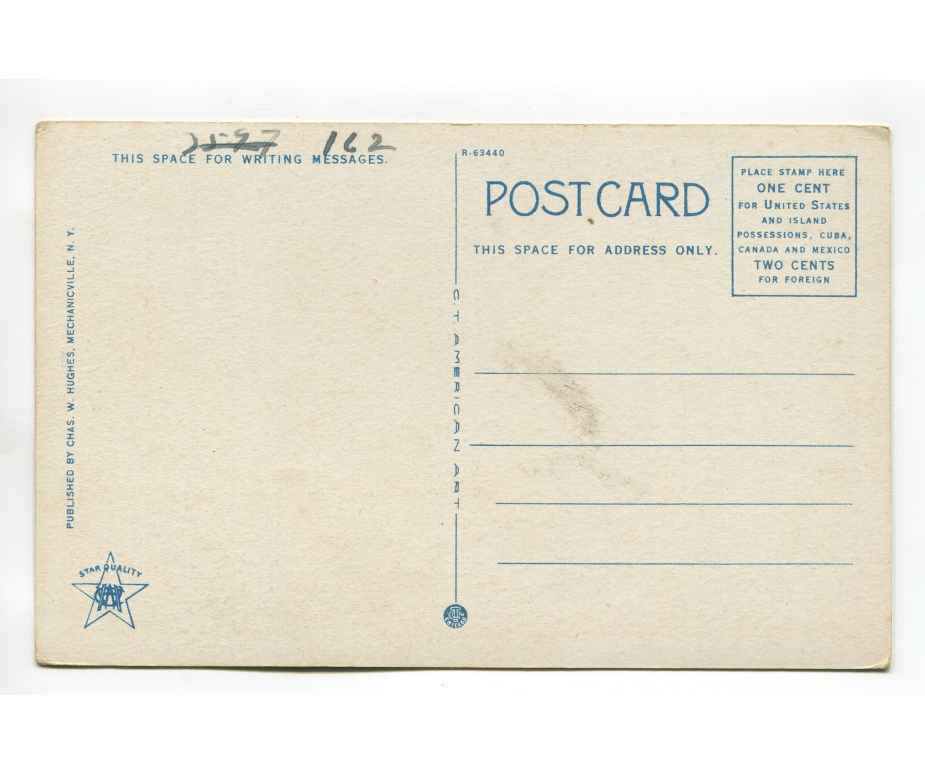 162
THIS SPACE FOR WRITING MESSAGES.
PUBLISHED BY CHAS. W. HUGHES, MECHANICVILLE, N. Y.
STAR QUALITY
C. T. AMERICAN ART
R-63440
POST CARD
THIS SPACE FOR ADDRESS ONLY.
PLACE STAMP HERE
ONE CENT
FOR UNITED STATES
AND ISLAND
POSSESSIONS, CUBA,
CANADA AND MEXICO
TWO CENTS
FOR FOREIGN